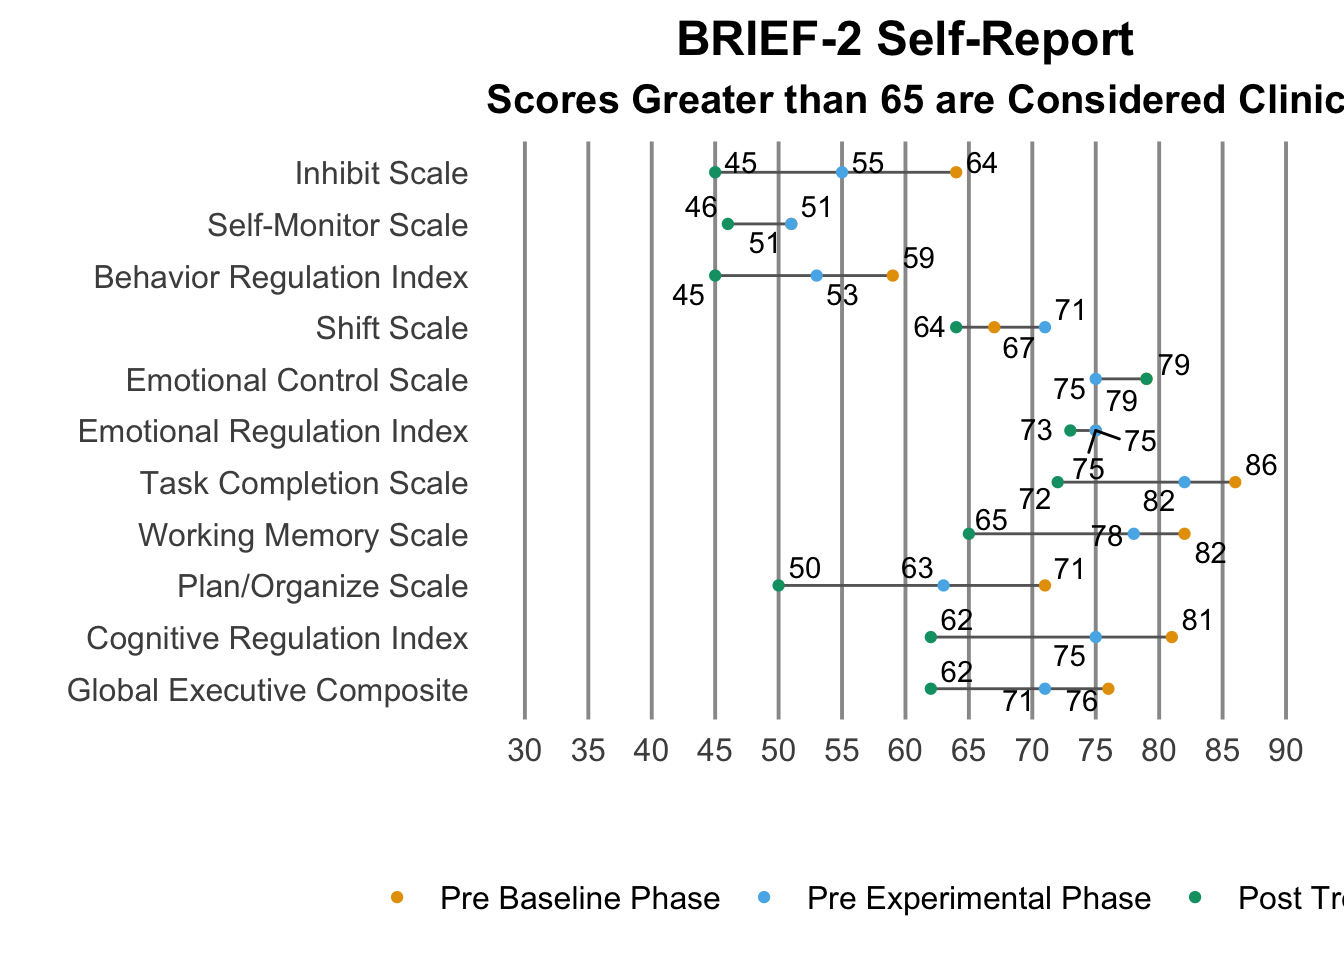 BRIEF-2 Self-Report
Scores Greater than 65 are Considered Clinic
Inhibit Scale 45 55 64
Self-Monitor Scale 46 51 51
Behavior Regulation Index 45 53 59
Shift Scale 64 67 71
Emotional Control Scale 75 79 79
Emotional Regulation Index 73 75 75
Task Completion Scale 72 82 86
Working Memory Scale 65 78 82
Plan/Organize Scale 50 63 71
Cognitive Regulation Index 62 75 81
Global Executive Composite 62 71 76
30 35 40 45 50 55 60 65 70 75 80 85 90
Pre Baseline Phase Pre Experimental Phase Post Tr